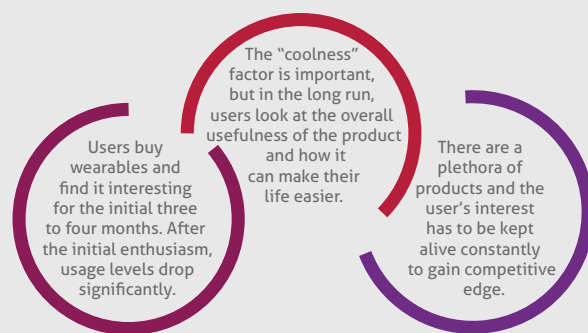 Users buy
wearables and
find it interesting
for the initial three
to four months. After
the initial enthusiasm,
usage levels drop
significantly.
The “coolness”
factor is important,
but in the long run,
users look at the overall
usefulness of the product
and how it
can make their
life easier.
There are a
plethora of
products and the
user’s interest
has to be kept
alive constantly
to gain competitive
edge.